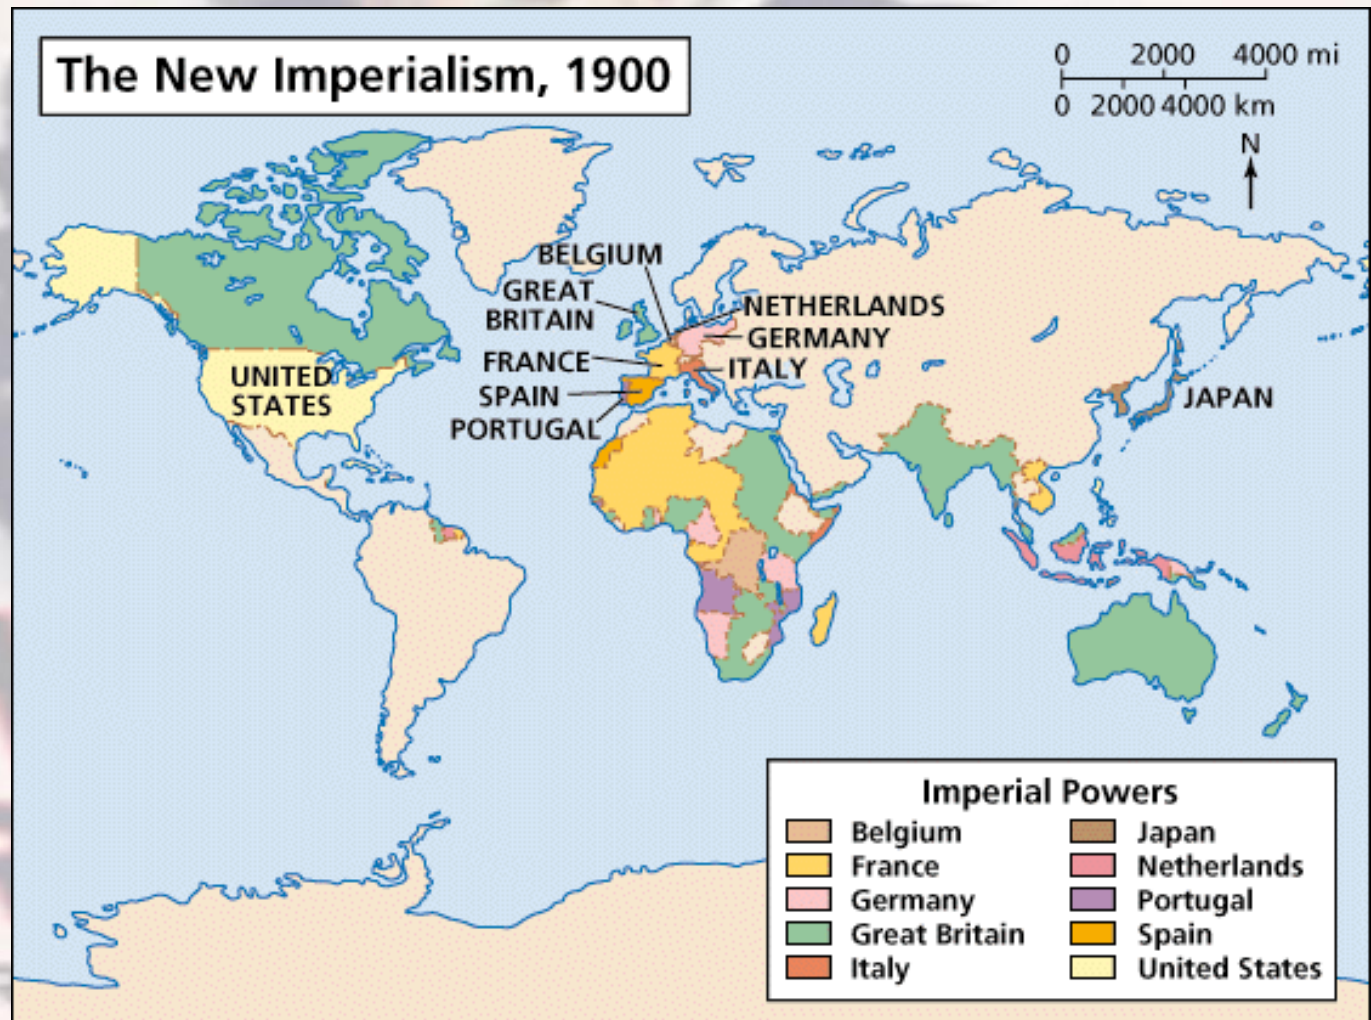 The New Imperialism, 1900
0 2000 4000 mi
0 2000 4000 km
N
BELGIUM
GREAT
BRITAIN
NETHERLANDS
GERMANY
FRANCE
ITALY
SPAIN
PORTUGAL
UNITED
STATES
JAPAN
Imperial Powers
Belgium
France
Germany
Great Britain
Italy
Japan
Netherlands
Portugal
Spain
United States